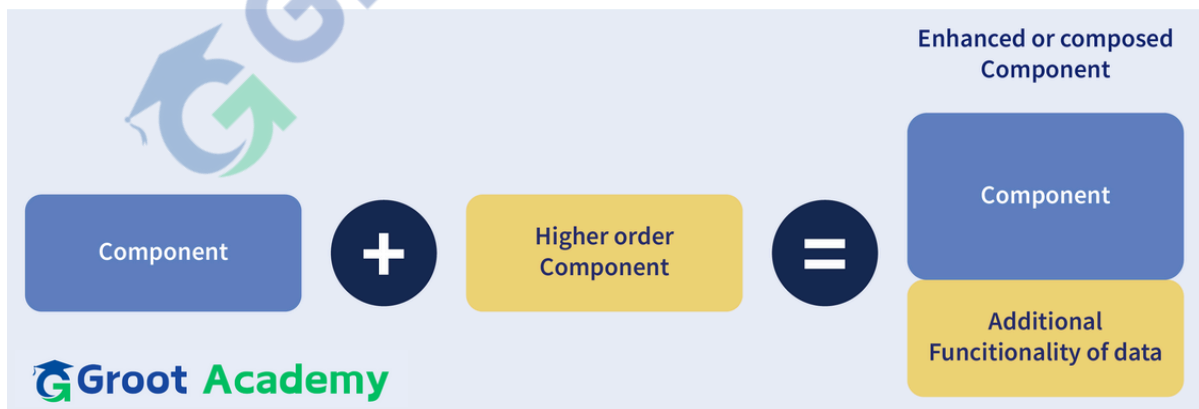 Enhanced or composed
Component
Component
+
Higher order
Component
=
Component
Additional
Funcitionality of data
Groot Academy